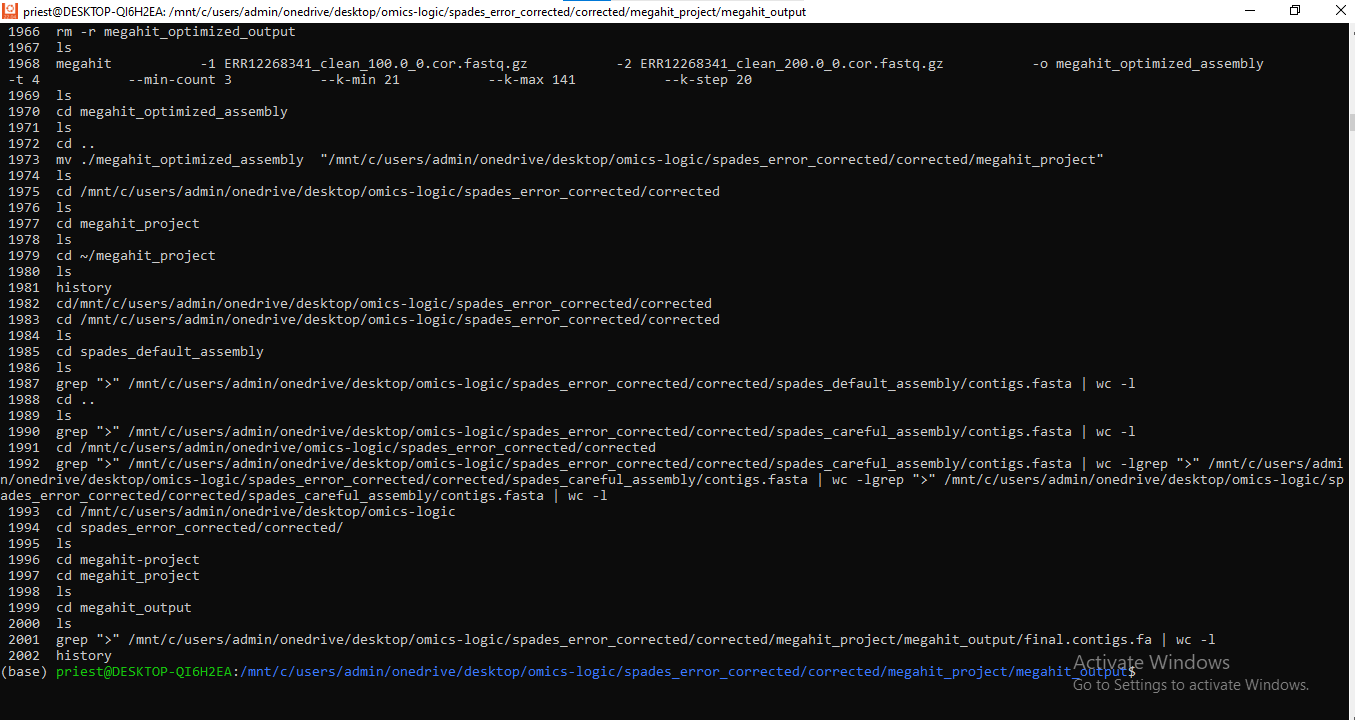 priest@DESKTOP-QI6H2EA: /mnt/c/users/admin/onedrive/desktop/omics-logic/spades_error_corrected/corrected/megahit_project/megahit_output
1966  rm -r megahit_optimized_output
1967  ls
1968  megahit           -1 ERR12268341_clean_100.0_0.cor.fastq.gz           -2 ERR12268341_clean_200.0_0.cor.fastq.gz           -o megahit_optimized_assembly
-t 4           --min-count 3           --k-min 21           --k-max 141           --k-step 20
1969  ls
1970  cd megahit_optimized_assembly
1971  ls
1972  cd ..
1973  mv ./megahit_optimized_assembly  "/mnt/c/users/admin/onedrive/desktop/omics-logic/spades_error_corrected/corrected/megahit_project"
1974  ls
1975  cd /mnt/c/users/admin/onedrive/desktop/omics-logic/spades_error_corrected/corrected
1976  ls
1977  cd megahit_project
1978  ls
1979  cd ~/megahit_project
1980  ls
1981  history
1982  cd/mnt/c/users/admin/onedrive/desktop/omics-logic/spades_error_corrected/corrected
1983  cd /mnt/c/users/admin/onedrive/desktop/omics-logic/spades_error_corrected/corrected
1984  ls
1985  cd spades_default_assembly
1986  ls
1987  grep ">" /mnt/c/users/admin/onedrive/desktop/omics-logic/spades_error_corrected/corrected/spades_default_assembly/contigs.fasta | wc -l
1988  cd ..
1989  ls
1990  grep ">" /mnt/c/users/admin/onedrive/desktop/omics-logic/spades_error_corrected/corrected/spades_careful_assembly/contigs.fasta | wc -l
1991  cd /mnt/c/users/admin/onedrive/desktop/omics-logic/spades_error_corrected/corrected
1992  grep ">" /mnt/c/users/admin/onedrive/desktop/omics-logic/spades_error_corrected/corrected/spades_careful_assembly/contigs.fasta | wc -lgrep ">" /mnt/c/users/admi
n/onedrive/desktop/omics-logic/spades_error_corrected/corrected/spades_careful_assembly/contigs.fasta | wc -lgrep ">" /mnt/c/users/admin/onedrive/desktop/omics-logic/sp
ades_error_corrected/corrected/spades_careful_assembly/contigs.fasta | wc -l
1993  cd /mnt/c/users/admin/onedrive/desktop/omics-logic
1994  cd spades_error_corrected/corrected/
1995  ls
1996  cd megahit-project
1997  cd megahit_project
1998  ls
1999  cd megahit_output
2000  ls
2001  grep ">" /mnt/c/users/admin/onedrive/desktop/omics-logic/spades_error_corrected/corrected/megahit_project/megahit_output/final.contigs.fa | wc -l
2002  history
(base) priest@DESKTOP-QI6H2EA:/mnt/c/users/admin/onedrive/desktop/omics-logic/spades_error_corrected/corrected/megahit_project/megahit_output$
Activate Windows
Go to Settings to activate Windows.